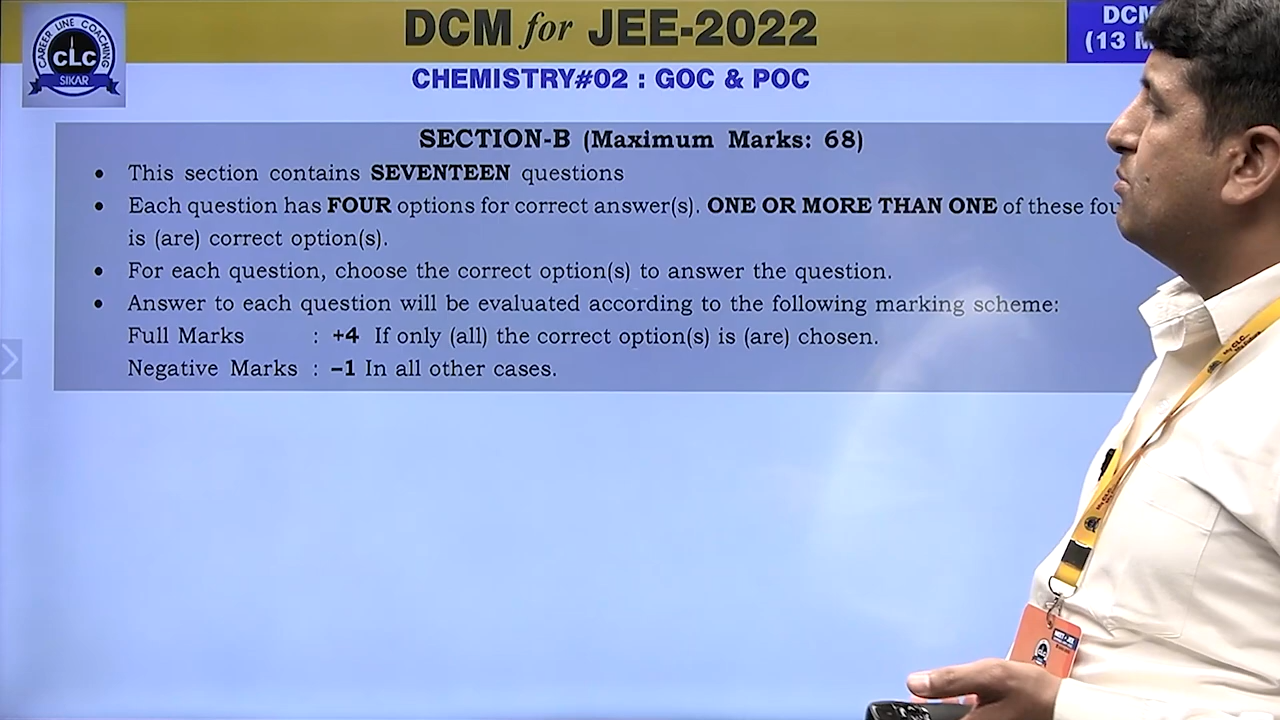 DCM for JEE-2022
CHEMISTRY#02 : GOC & POC
CAREER LINE COACHING
CLC
SIKAR
SECTION-B (Maximum Marks: 68)
• This section contains SEVENTEEN questions
• Each question has FOUR options for correct answer(s). ONE OR MORE THAN ONE of these
is (are) correct option(s).
• For each question, choose the correct option(s) to answer the question.
• Answer to each question will be evaluated according to the following marking scheme:
Full Marks : +4 If only (all) the correct option(s) is (are) chosen.
Negative Marks : –1 In all other cases.
DCM
(13
CLC